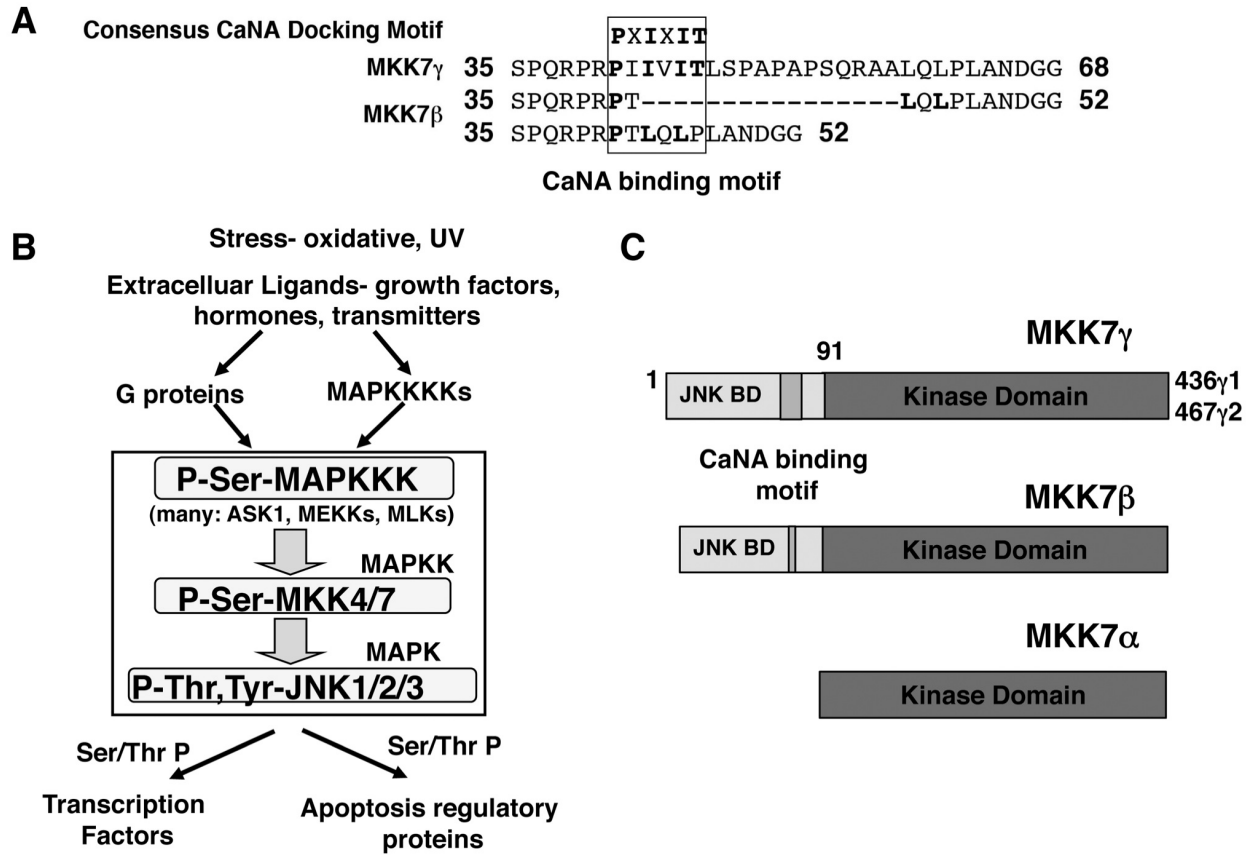 A
Consensus CaNA Docking Motif PXIXIT
MKK7γ 35 SPQRPRPIIVITLSPAPAPSQRAALQLPLANDGG 68
MKK7β
35 SPQRPRPT----------------LQLPLANDGG 52
35 SPQRPRPTLQLPLANDGG 52
CaNA binding motif
B
Stress- oxidative, UV
Extracelluar Ligands- growth factors,
hormones, transmitters
G proteins MAPKKKKs
P-Ser-MAPKKK
(many: ASK1, MEKKs, MLKs)
MAPKK
P-Ser-MKK4/7
MAPK
P-Thr,Tyr-JNK1/2/3
Ser/Thr P Ser/Thr P
Transcription
Factors
Apoptosis regulatory
proteins
C
MKK7γ
91
1 JNK BD Kinase Domain 436γ1
467γ2
CaNA binding
motif
MKK7β
JNK BD Kinase Domain
MKK7α
Kinase Domain